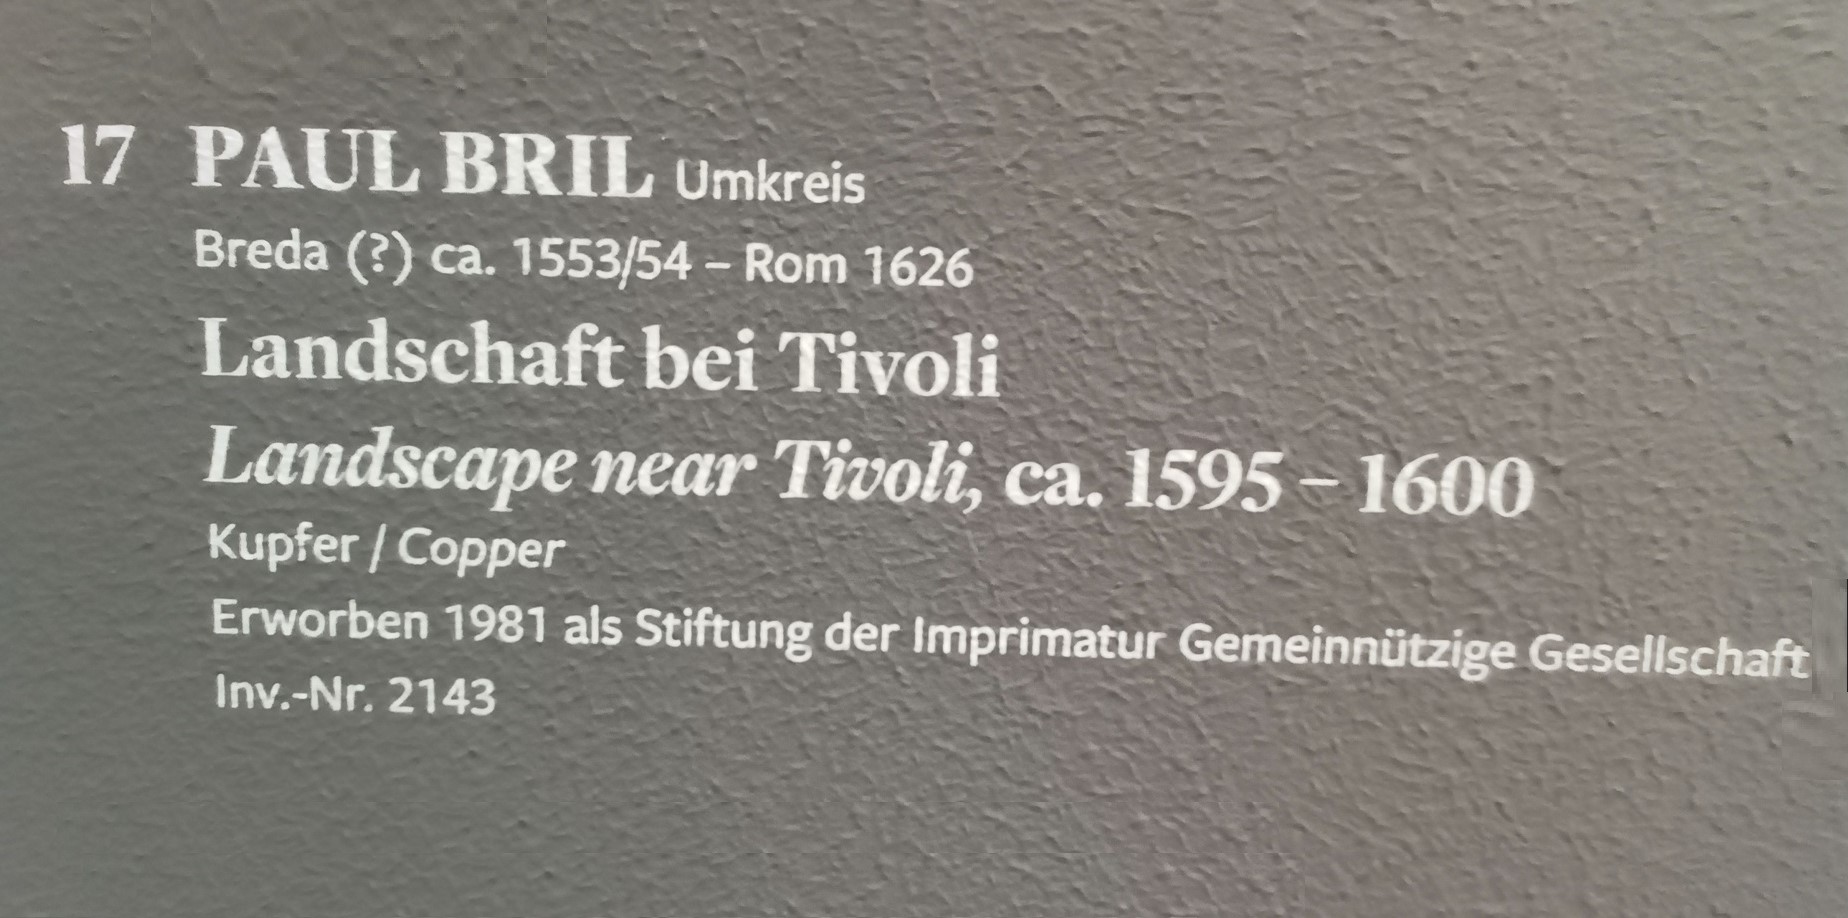 17 PAUL BRIL Umkreis
Breda (?) ca. 1553/54 – Rom 1626
Landschaft bei Tivoli
Landscape near Tivoli, ca. 1595 – 1600
Kupfer / Copper
Erworben 1981 als Stiftung der Imprimatur Gemeinnützige Gesellschaft
Inv.-Nr. 2143